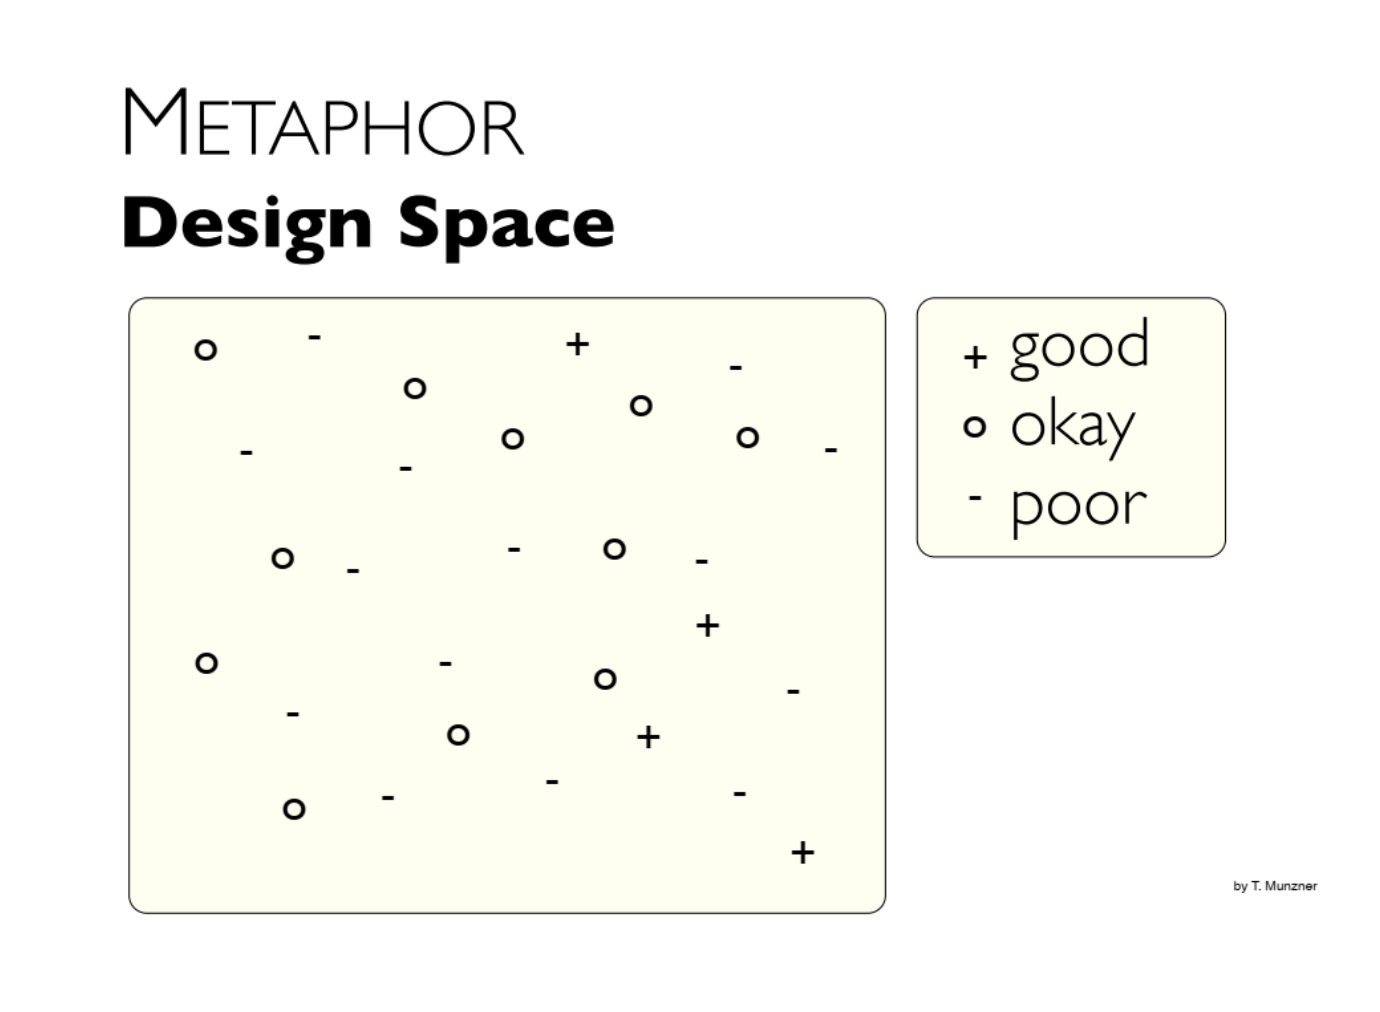 METAPHOR
Design Space
+ good
o okay
- poor
by T. Munzner